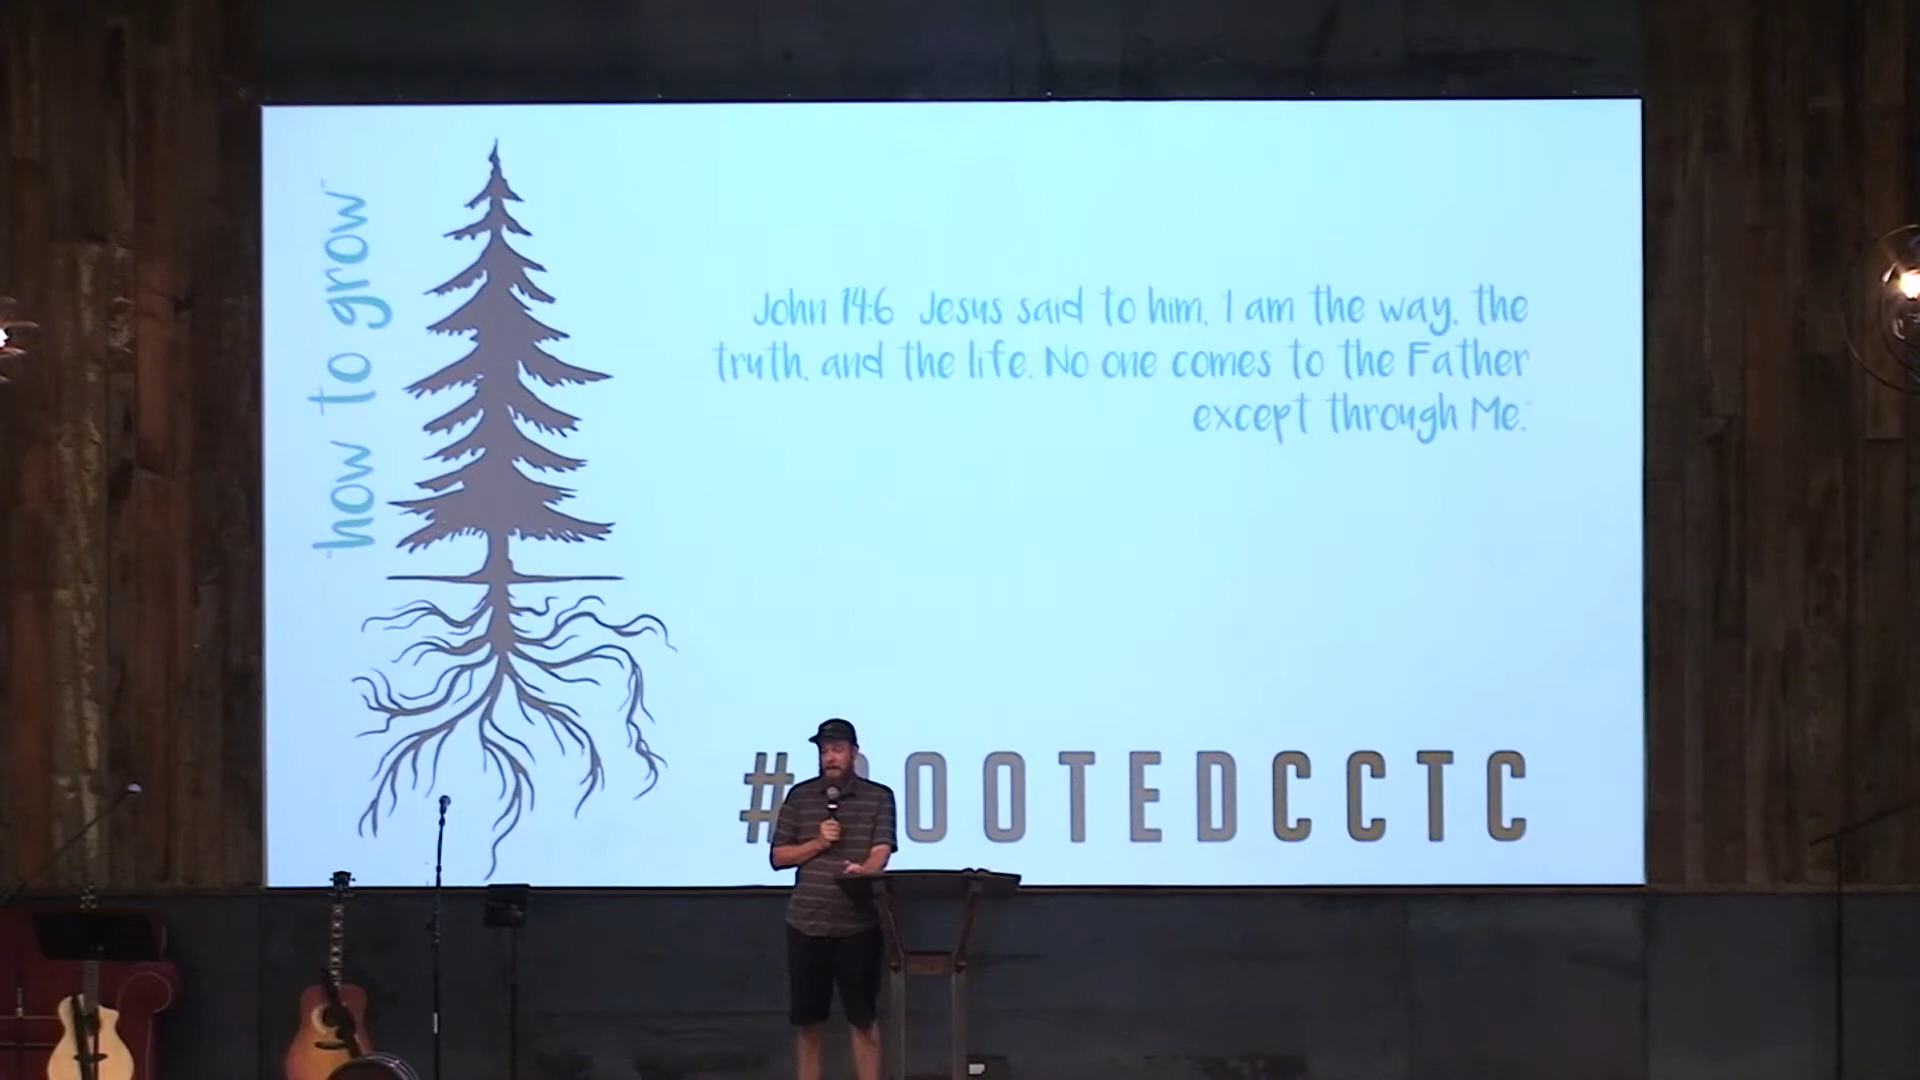 "how to grow"
John 14:6 Jesus said to him, "I am the way, the
truth, and the life. No one comes to the Father
except through Me."
# OOTEDCCTC